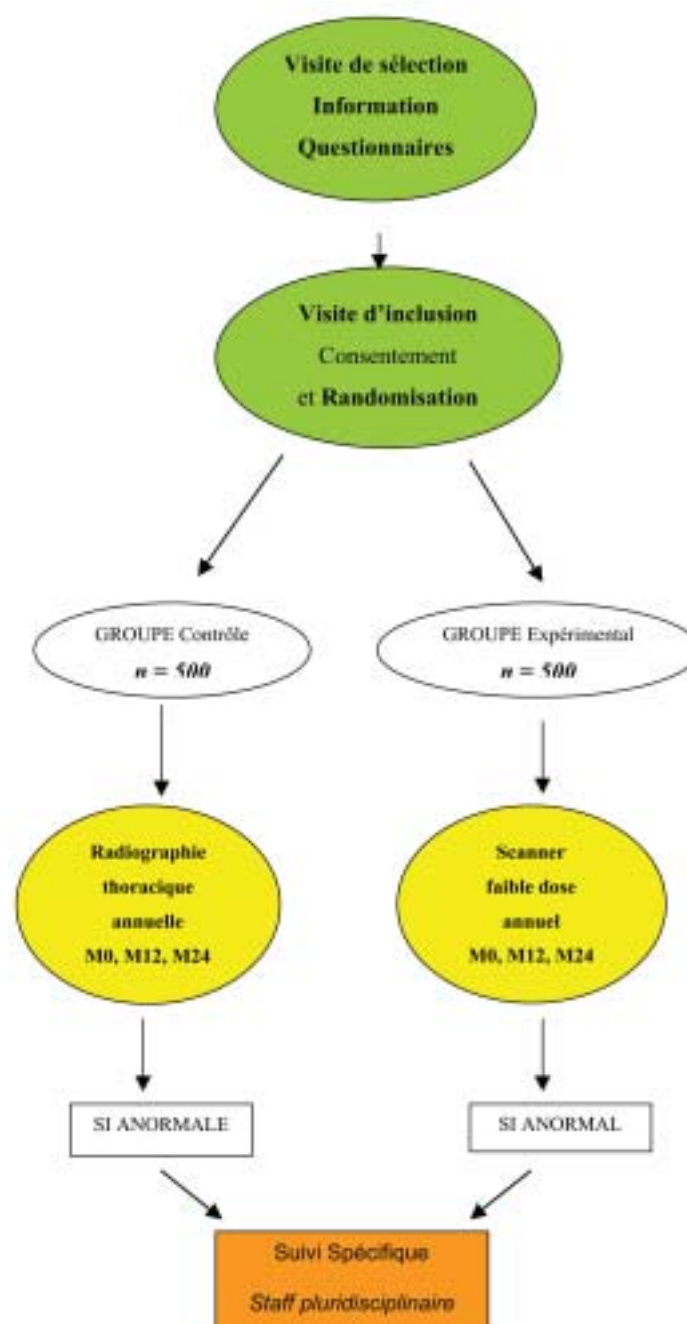 Visite de sélection
Information
Questionnaires
Visite d'inclusion
Consentement
et Randomisation
GROUPE Contrôle
n = 500
GROUPE Expérimental
n = 500
Radiographie
thoracique
annuelle
M0, M12, M24
Scanner
faible dose
annuel
M0, M12, M24
SI ANORMALE
SI ANORMAL
Suivi Spécifique
Staff pluridisciplinaire